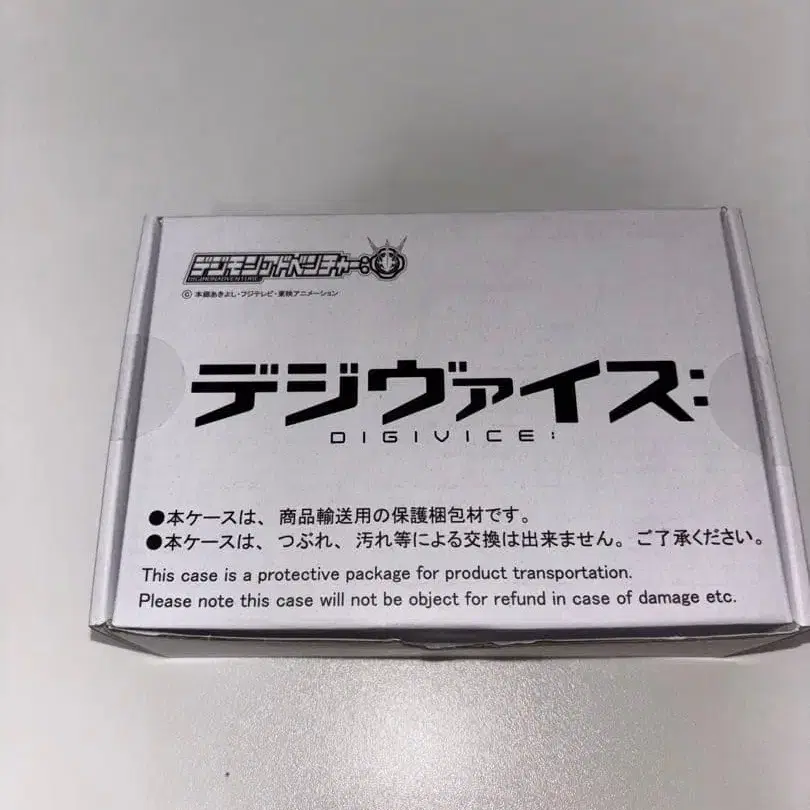 デジモンアドベンチャー:
DIGIMON ADVENTURE:
© 本郷あきよし・フジテレビ・東映アニメーション
デジヴァイス:
DIGIVICE:
●本ケースは、商品輸送用の保護梱包材です。
●本ケースは、つぶれ、汚れ等による交換は出来ません。ご了承ください。
This case is a protective package for product transportation.
Please note this case will not be object for refund in case of damage etc.